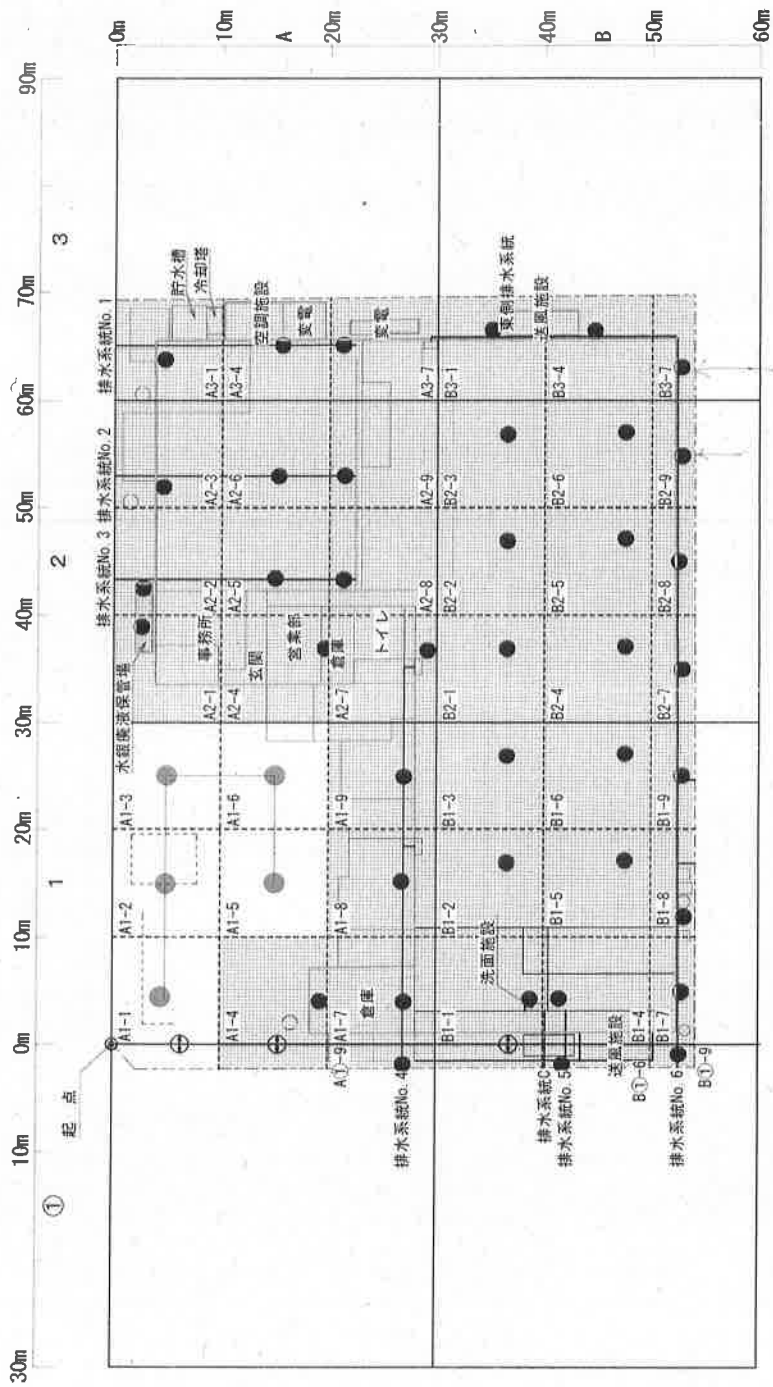 30m
10m
0m
10m
20m
30m
40m
50m
60m
70m
90m
①
1
2
3
0m
10m
A
20m
30m
40m
B
50m
60m
起点
水銀廃液保管場
排水系統No. 3
排水系統No. 2
排水系統No. 1
貯水槽
冷却塔
A1-1
A1-2
A1-3
A2-1
A2-2
A2-3
A3-1
事務所
空調施設
A1-4
A1-5
A1-6
A2-4
A2-5
A2-6
A3-4
玄関
営業部
変電
倉庫
A①-9
A1-7
A1-8
A1-9
A2-7
A2-8
A2-9
A3-7
倉庫
トイレ
変電
排水系統No. 4
B1-1
B1-2
B1-3
B2-1
B2-2
B2-3
B3-1
洗面施設
東側排水系統
送風施設
排水系統C
排水系統No. 5
送風施設
B①-6
B1-4
B1-5
B1-6
B2-4
B2-5
B2-6
B3-4
排水系統No. 6
B①-9
B1-7
B1-8
B1-9
B2-7
B2-8
B2-9
B3-7